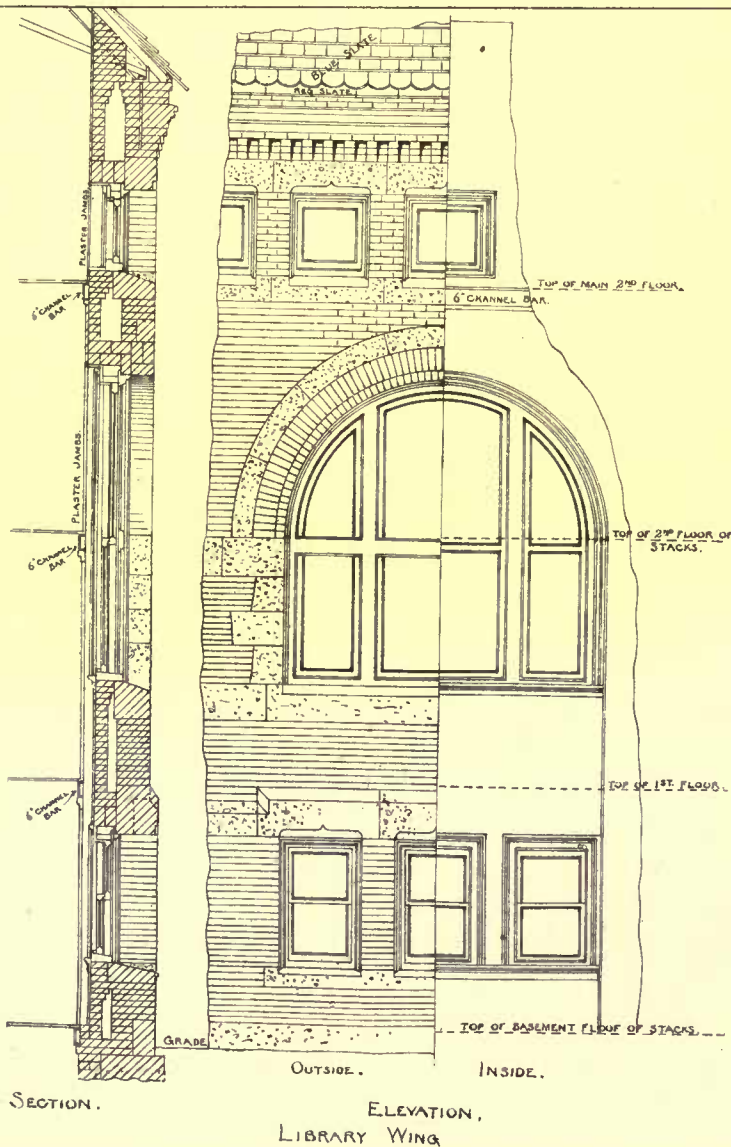 BLUE SLATE
RED SLATE
PLASTER JAMBS.
TOP OF MAIN 2ND FLOOR.
6" CHANNEL BAR.
6" CHANNEL
BAR
PLASTER JAMBS.
TOP OF 2ND FLOOR OF
STACKS.
6" CHANNEL
BAR
TOP OF 1ST. FLOOR.
6" CHANNEL
BAR
TOP OF BASEMENT FLOOF OF STACKS.
GRADE
OUTSIDE.
INSIDE.
SECTION.
ELEVATION.
LIBRARY WING